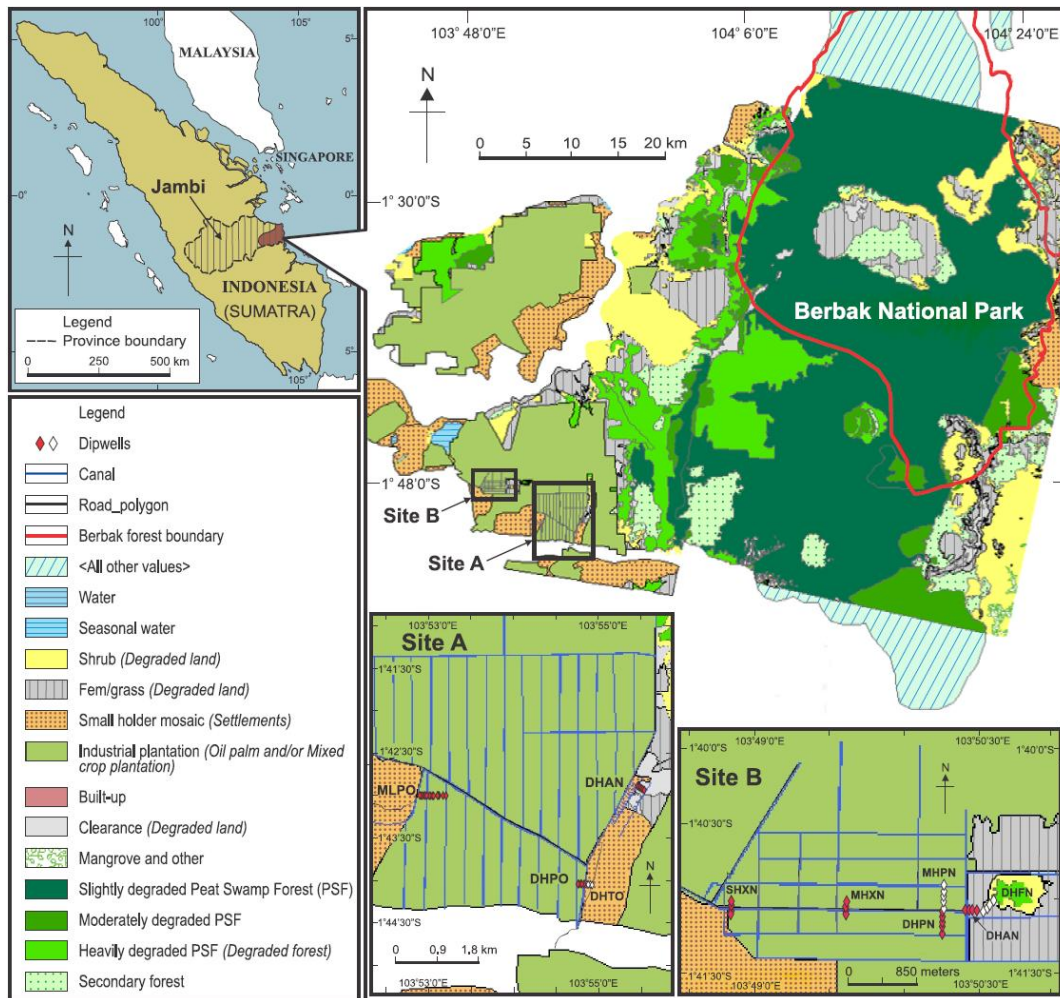 100°
105°
5°
MALAYSIA
SINGAPORE
Jambi
0°
0°
N
INDONESIA
(SUMATRA)
Legend
Province boundary
0 250 500 km
5°
105°
103° 48'0"E
104° 6'0"E
104° 24'0"E
N
0 5 10 15 20 km
1° 30'0"S
Berbak National Park
1° 48'0"S
Site B
Site A
Legend
Dipwells
Canal
Road_polygon
Berbak forest boundary
<All other values>
Water
Seasonal water
Shrub (Degraded land)
Fem/grass (Degraded land)
Small holder mosaic (Settlements)
Industrial plantation (Oil palm and/or Mixed
crop plantation)
Built-up
Clearance (Degraded land)
Mangrove and other
Slightly degraded Peat Swamp Forest (PSF)
Moderately degraded PSF
Heavily degraded PSF (Degraded forest)
Secondary forest
103°53'0"E
103°55'0"E
Site A
1°41'30"S
1°42'30"S
MLPO
DHAN
1°43'30"S
DHPO
DHTO
N
1°44'30"S
0 0,9 1,8 km
103°53'0"E
103°55'0"E
1°40'0"S
103°49'0"E
103°50'30"E
1°40'0"S
Site B
N
1°40'30"S
SHXN
MHXN
MHPN
DHFN
DHPN
DHAN
1°41'30"S
0 850 meters
1°41'30"S
103°49'0"E
103°50'30"E